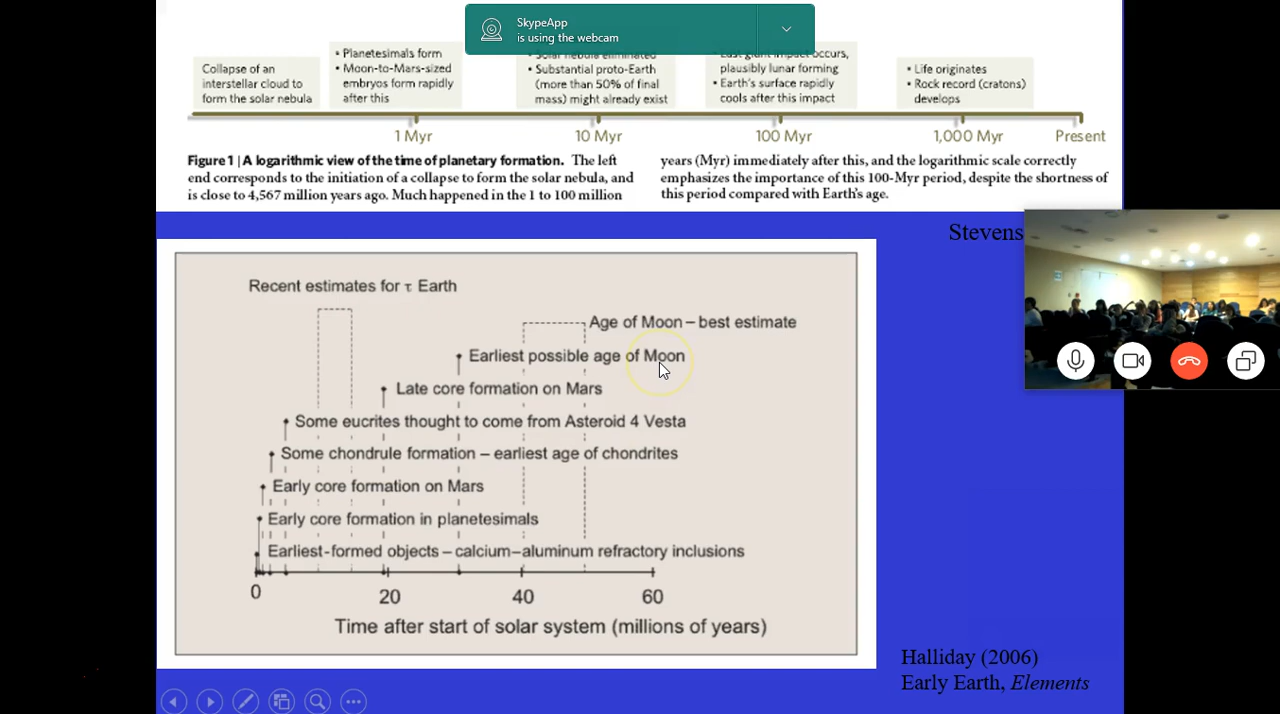 SkypeApp
is using the webcam
Collapse of an
interstellar cloud to
form the solar nebula
• Planetesimals form
• Moon-to-Mars-sized
embryos form rapidly
after this
• Solar nebula eliminated
• Substantial proto-Earth
(more than 50% of final
mass) might already exist
• Last giant impact occurs,
plausibly lunar forming
• Earth's surface rapidly
cools after this impact
• Life originates
• Rock record (cratons)
develops
1 Myr
10 Myr
100 Myr
1,000 Myr
Present
Figure 1 | A logarithmic view of the time of planetary formation. The left
end corresponds to the initiation of a collapse to form the solar nebula, and
is close to 4,567 million years ago. Much happened in the 1 to 100 million
years (Myr) immediately after this, and the logarithmic scale correctly
emphasizes the importance of this 100-Myr period, despite the shortness of
this period compared with Earth's age.
Stevens
Recent estimates for τ Earth
Age of Moon – best estimate
Earliest possible age of Moon
Late core formation on Mars
Some eucrites thought to come from Asteroid 4 Vesta
Some chondrule formation – earliest age of chondrites
Early core formation on Mars
Early core formation in planetesimals
Earliest-formed objects – calcium–aluminum refractory inclusions
0
20
40
60
Time after start of solar system (millions of years)
Halliday (2006)
Early Earth, Elements